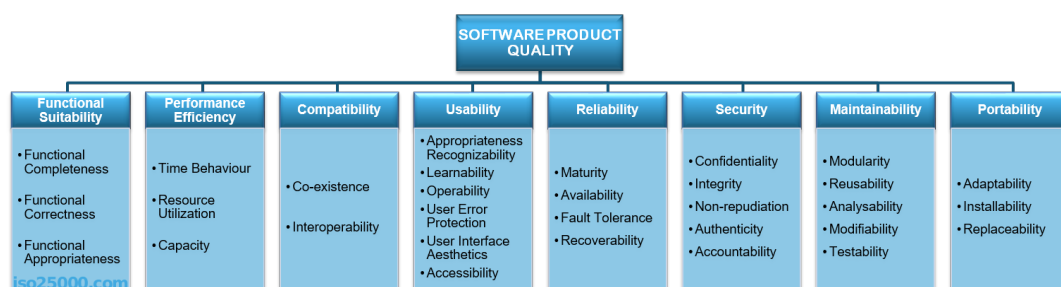 SOFTWARE PRODUCT
QUALITY
Functional
Suitability
• Functional
Completeness
• Functional
Correctness
• Functional
Appropriateness
Performance
Efficiency
• Time Behaviour
• Resource
Utilization
• Capacity
Compatibility
• Co-existence
• Interoperability
Usability
• Appropriateness
Recognizability
• Learnability
• Operability
• User Error
Protection
• User Interface
Aesthetics
• Accessibility
Reliability
• Maturity
• Availability
• Fault Tolerance
• Recoverability
Security
• Confidentiality
• Integrity
• Non-repudiation
• Authenticity
• Accountability
Maintainability
• Modularity
• Reusability
• Analysability
• Modifiability
• Testability
Portability
• Adaptability
• Installability
• Replaceability
iso25000.com